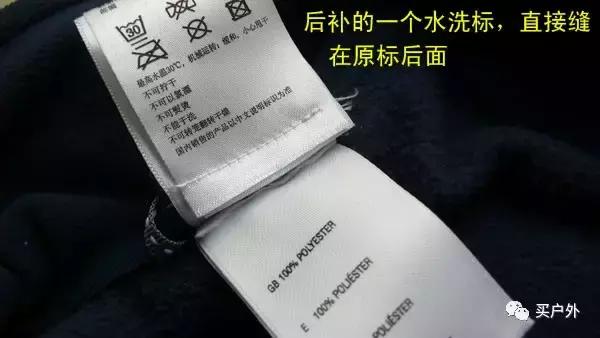 后补的一个水洗标，直接缝
在原标后面
30
最高水温30℃，机械运转：缓和，小心甩干
不可拧干
不可以氯漂
不可熨烫
不能干洗
不可转笼翻转干燥
国内销售的产品以中文说明标识为准
GB 100% POLYESTER
E 100% POLIÉSTER
100% POLIÉSTER
买户外